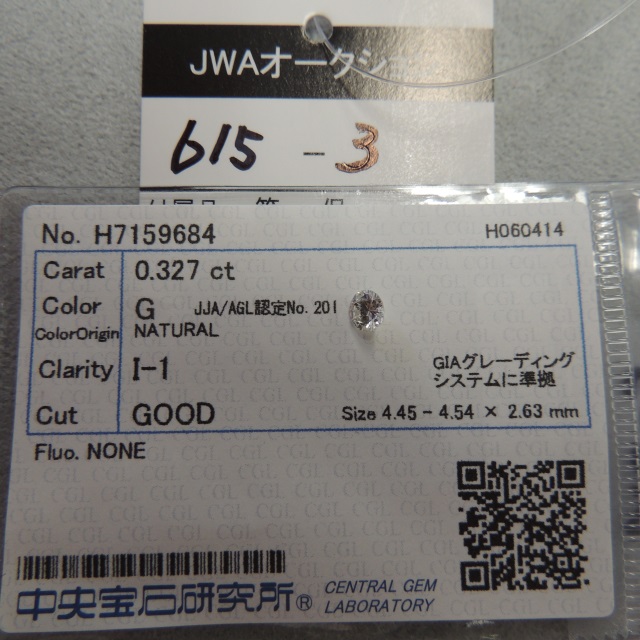 JWAオークシ
615 - 3
No. H7159684 H060414
Carat 0.327 ct
Color G JJA/AGL認定No. 201
ColorOrigin NATURAL
Clarity I-1 GIAグレーディング
システムに準拠
Cut GOOD Size 4.45 - 4.54 × 2.63 mm
Fluo. NONE
中央宝石研究所® CENTRAL GEM
LABORATORY